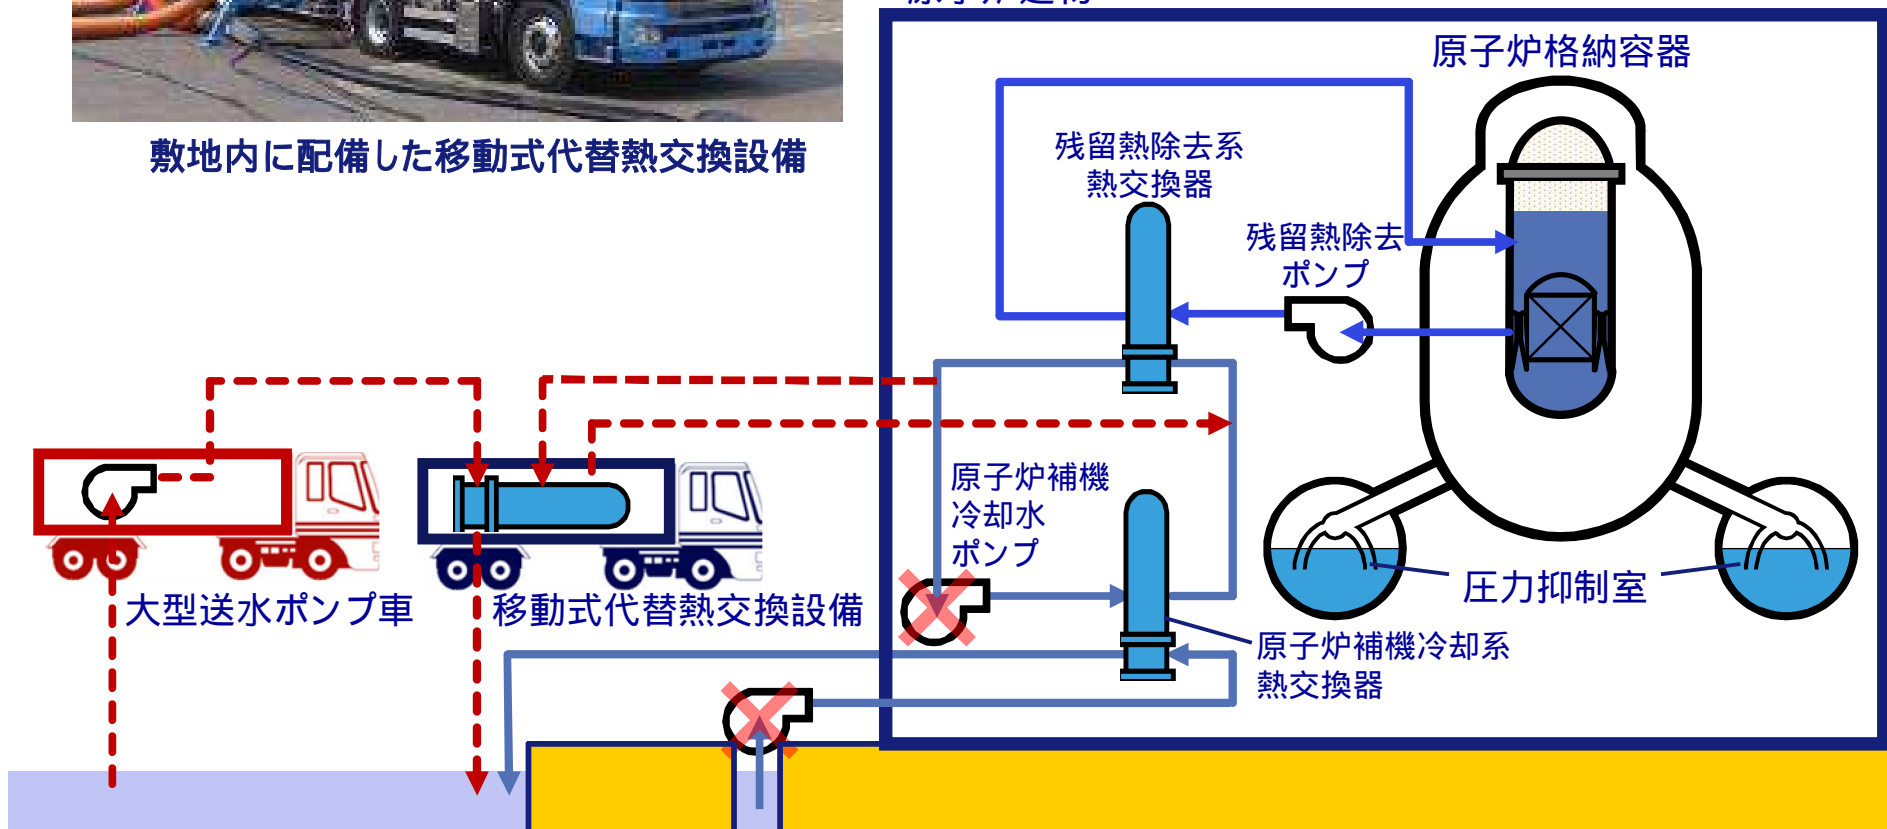 原子炉格納容器
敷地内に配備した移動式代替熱交換設備
残留熱除去系
熱交換器
残留熱除去
ポンプ
原子炉補機
冷却水
ポンプ
大型送水ポンプ車
移動式代替熱交換設備
圧力抑制室
原子炉補機冷却系
熱交換器